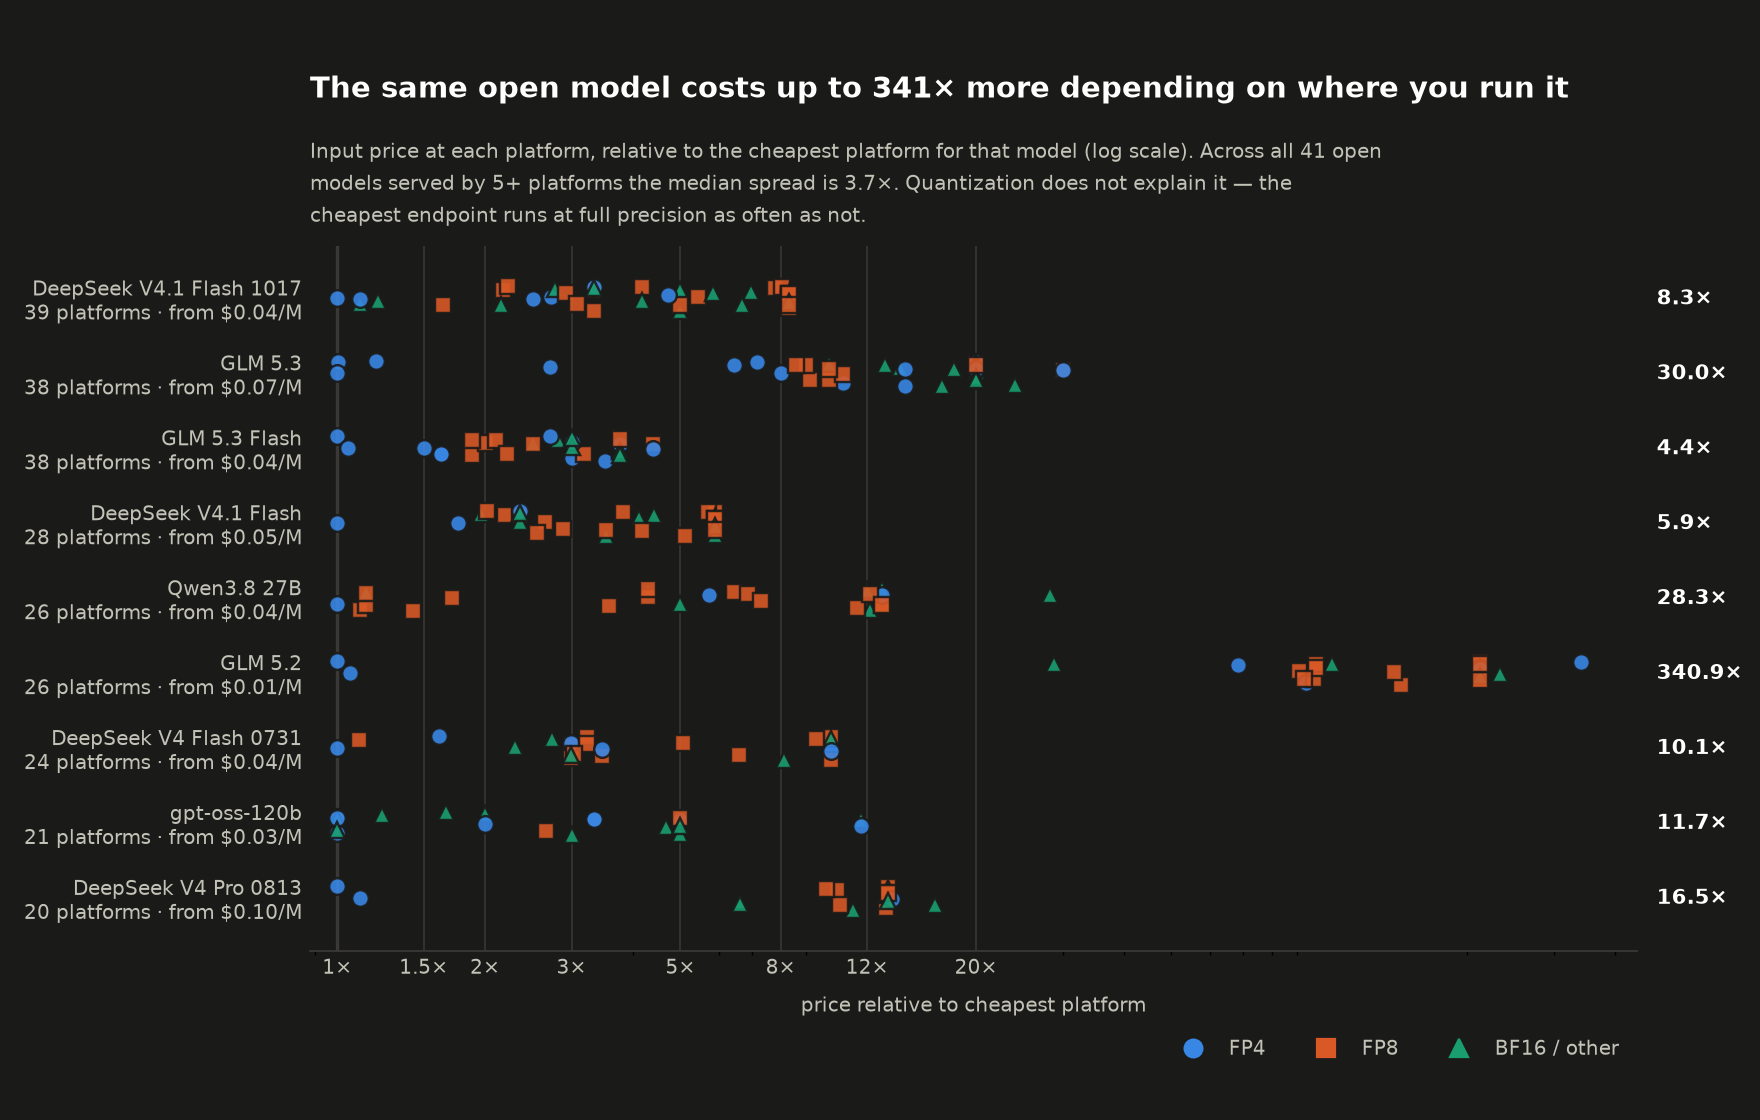 The same open model costs up to 341× more depending on where you run it
Input price at each platform, relative to the cheapest platform for that model (log scale). Across all 41 open
models served by 5+ platforms the median spread is 3.7×. Quantization does not explain it — the
cheapest endpoint runs at full precision as often as not.
DeepSeek V4.1 Flash 1017
39 platforms · from $0.04/M
8.3×
GLM 5.3
38 platforms · from $0.07/M
30.0×
GLM 5.3 Flash
38 platforms · from $0.04/M
4.4×
DeepSeek V4.1 Flash
28 platforms · from $0.05/M
5.9×
Qwen3.8 27B
26 platforms · from $0.04/M
28.3×
GLM 5.2
26 platforms · from $0.01/M
340.9×
DeepSeek V4 Flash 0731
24 platforms · from $0.04/M
10.1×
gpt-oss-120b
21 platforms · from $0.03/M
11.7×
DeepSeek V4 Pro 0813
20 platforms · from $0.10/M
16.5×
1× 1.5× 2× 3× 5× 8× 12× 20×
price relative to cheapest platform
FP4 FP8 BF16 / other